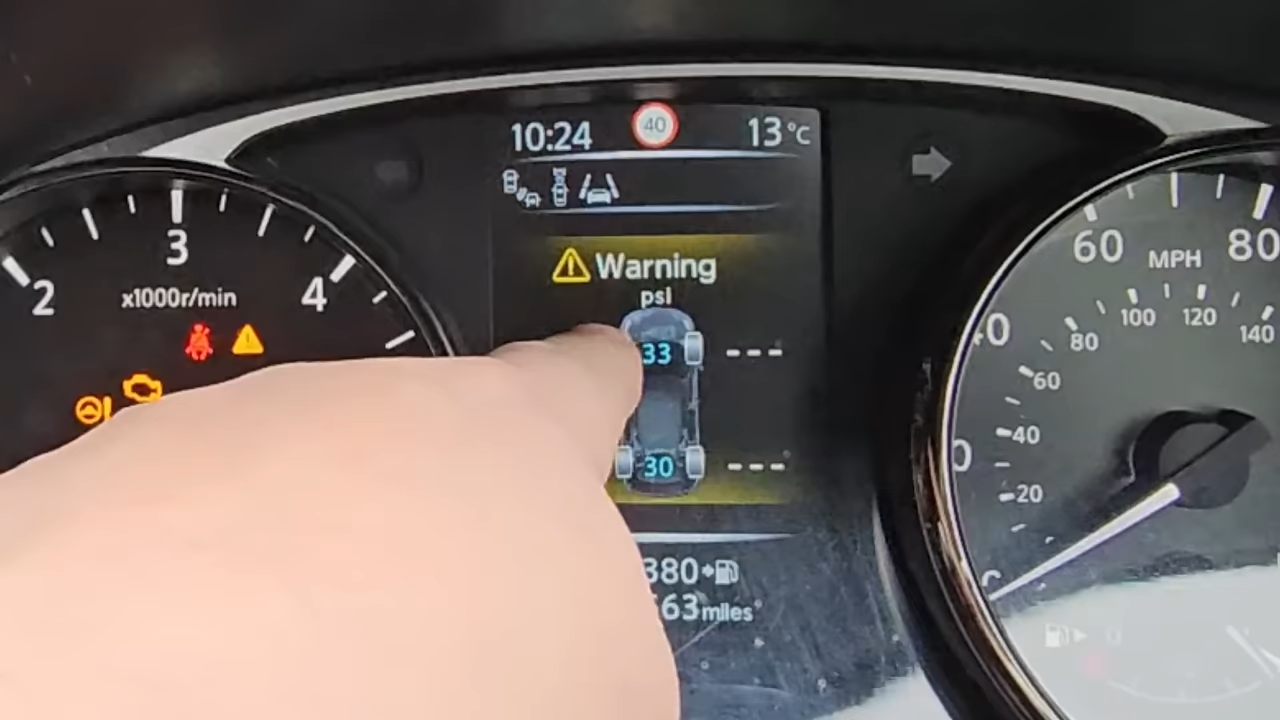 10:24 40 13°C
Warning
psi
33 ---
30 ---
380
63miles
2 3 4
x1000r/min
60 80
MPH
20 40 60 80 100 120 140